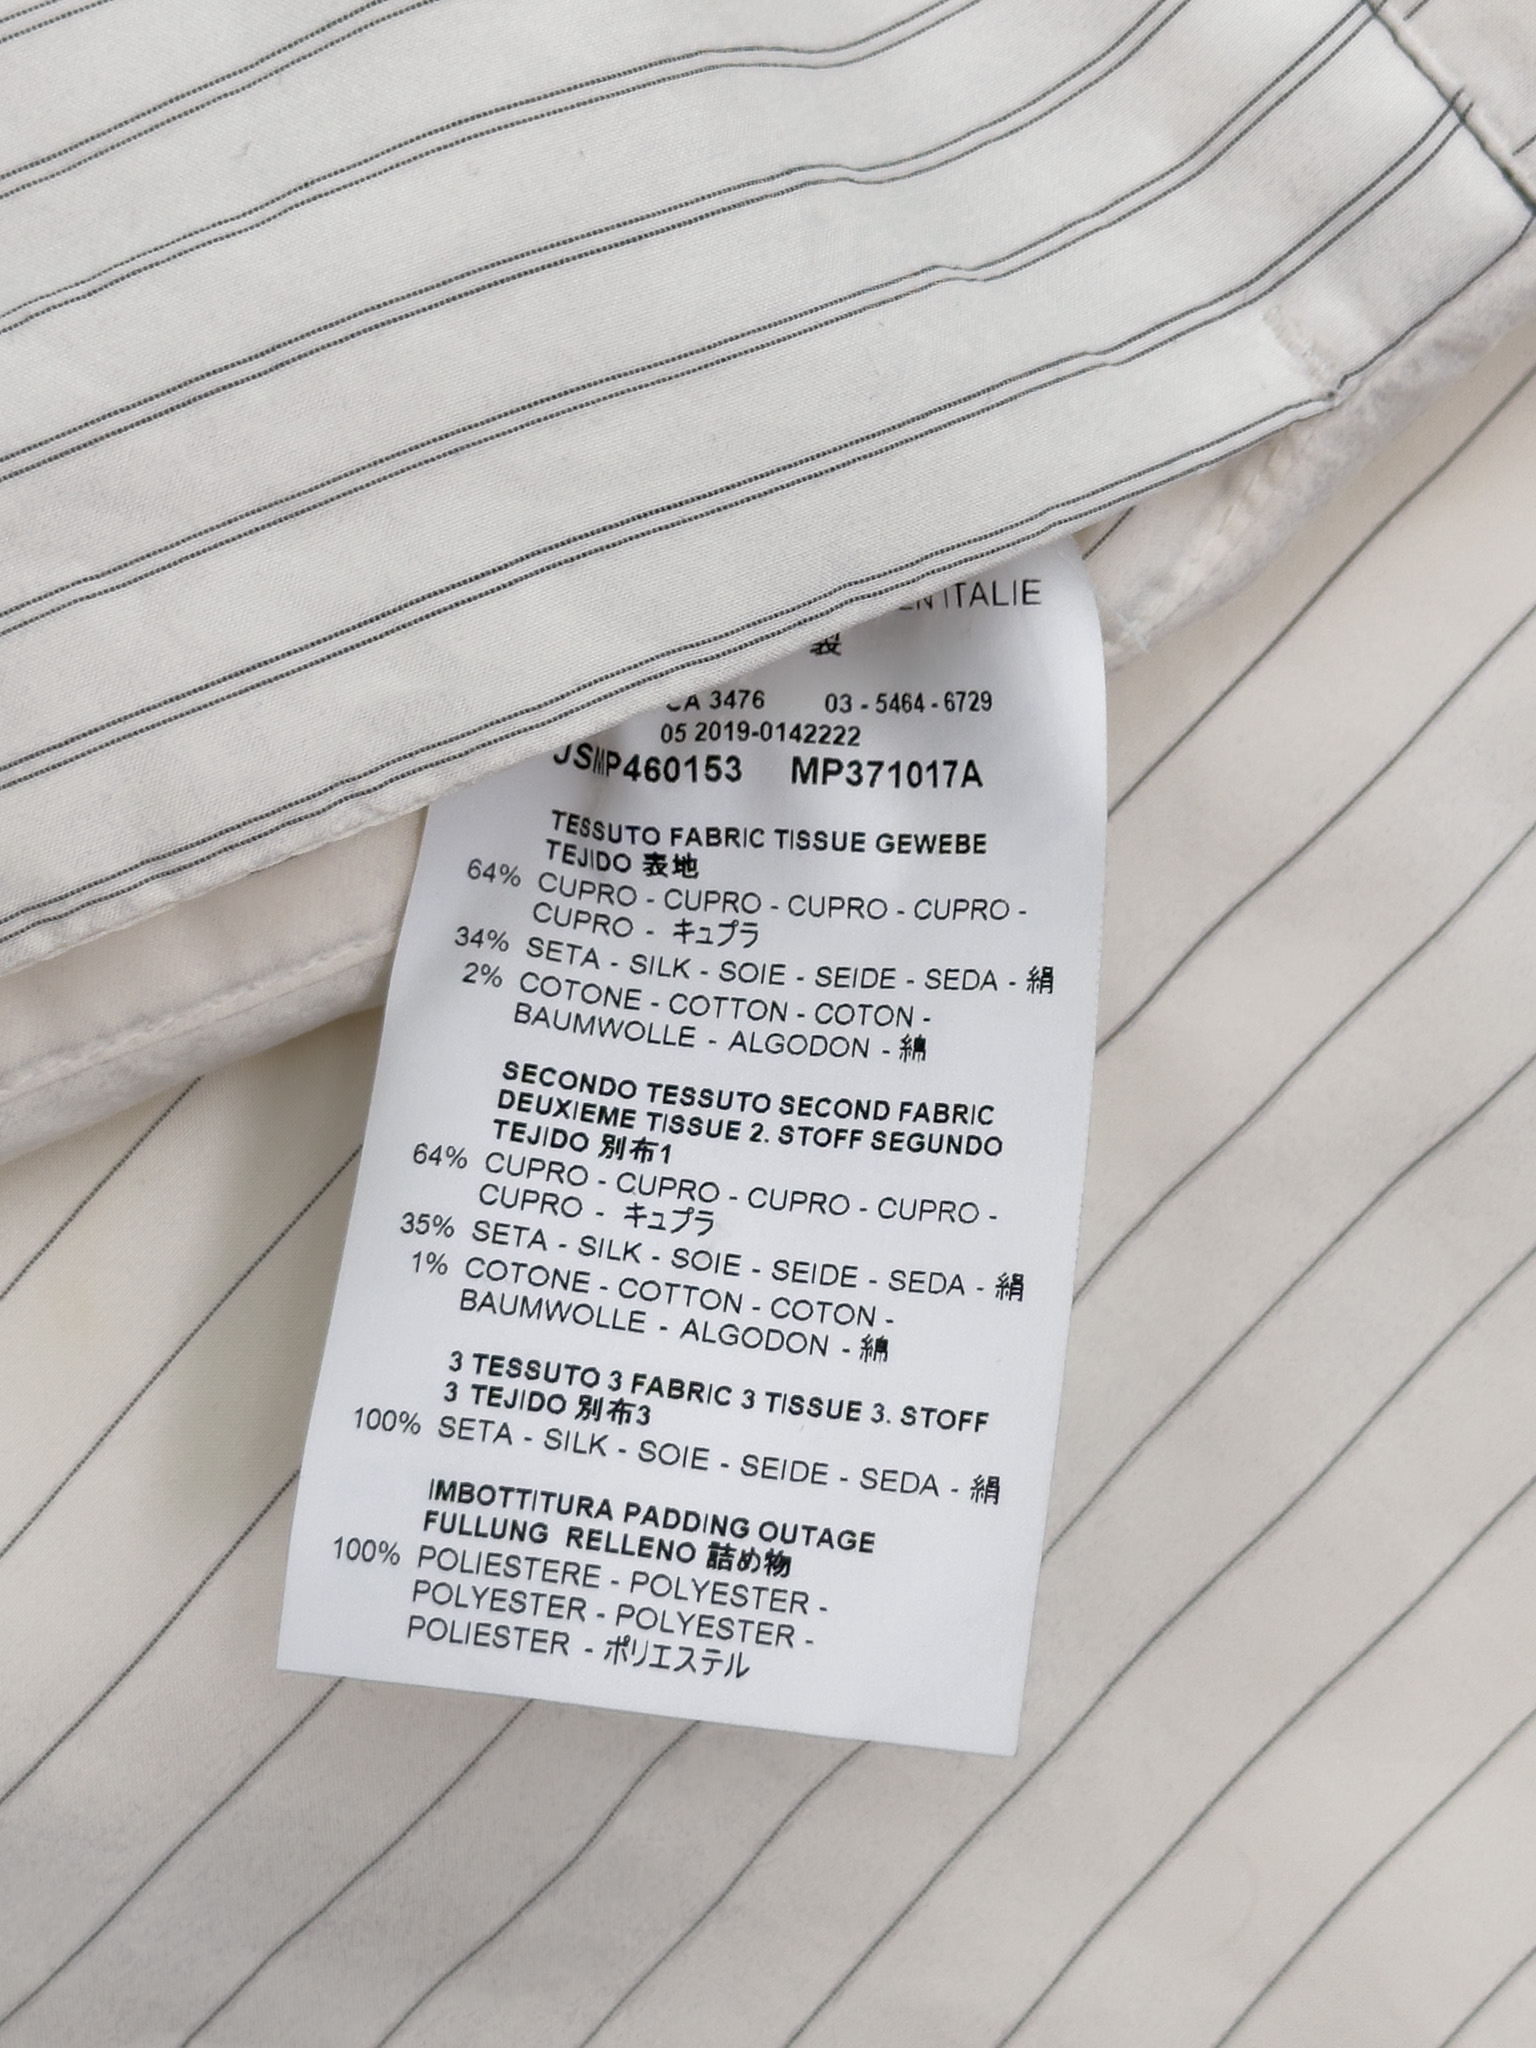 ITALIE
製
CA 3476 03 - 5464 - 6729
05 2019-0142222
JSMP460153 MP371017A
TESSUTO FABRIC TISSUE GEWEBE
TEJIDO 表地
64% CUPRO - CUPRO - CUPRO - CUPRO -
CUPRO - キュプラ
34% SETA - SILK - SOIE - SEIDE - SEDA - 絹
2% COTONE - COTTON - COTON -
BAUMWOLLE - ALGODON - 綿
SECONDO TESSUTO SECOND FABRIC
DEUXIEME TISSUE 2. STOFF SEGUNDO
TEJIDO 別布1
64% CUPRO - CUPRO - CUPRO - CUPRO -
CUPRO - キュプラ
35% SETA - SILK - SOIE - SEIDE - SEDA - 絹
1% COTONE - COTTON - COTON -
BAUMWOLLE - ALGODON - 綿
3 TESSUTO 3 FABRIC 3 TISSUE 3. STOFF
3 TEJIDO 別布3
100% SETA - SILK - SOIE - SEIDE - SEDA - 絹
IMBOTTITURA PADDING OUTAGE
FULLUNG RELLENO 詰め物
100% POLIESTERE - POLYESTER -
POLYESTER - POLYESTER -
POLIESTER - ポリエステル